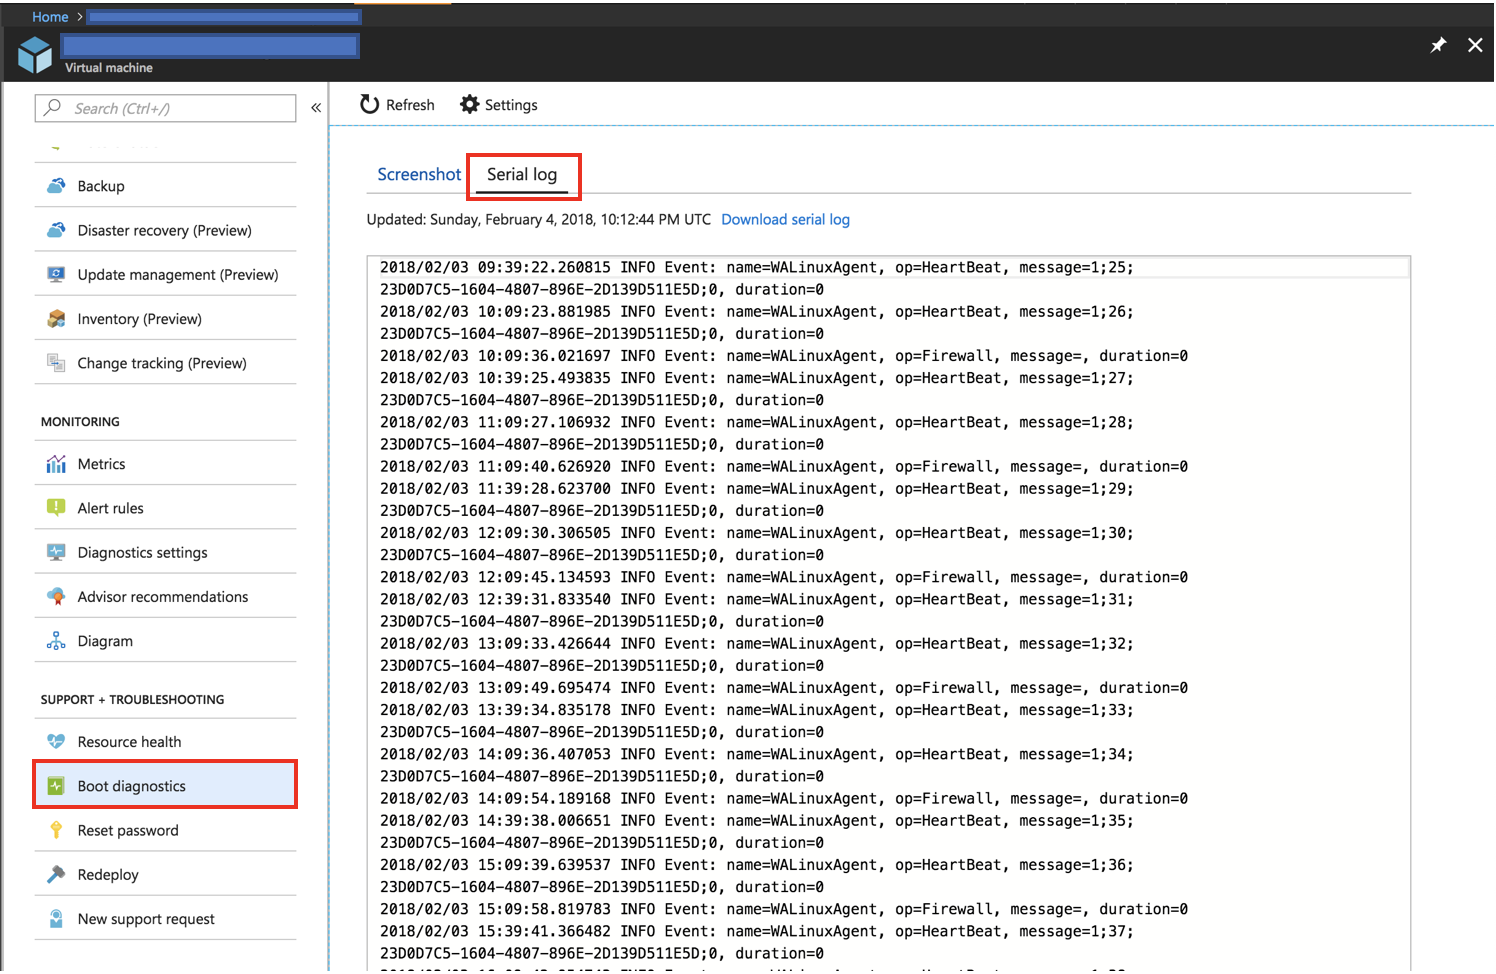 Home >
Virtual machine
Search (Ctrl+/)
«
Backup
Disaster recovery (Preview)
Update management (Preview)
Inventory (Preview)
Change tracking (Preview)
MONITORING
Metrics
Alert rules
Diagnostics settings
Advisor recommendations
Diagram
SUPPORT + TROUBLESHOOTING
Resource health
Boot diagnostics
Reset password
Redeploy
New support request
Refresh Settings
Screenshot Serial log
Updated: Sunday, February 4, 2018, 10:12:44 PM UTC Download serial log
2018/02/03 09:39:22.260815 INFO Event: name=WALinuxAgent, op=HeartBeat, message=1;25;
23D0D7C5-1604-4807-896E-2D139D511E5D;0, duration=0
2018/02/03 10:09:23.881985 INFO Event: name=WALinuxAgent, op=HeartBeat, message=1;26;
23D0D7C5-1604-4807-896E-2D139D511E5D;0, duration=0
2018/02/03 10:09:36.021697 INFO Event: name=WALinuxAgent, op=Firewall, message=, duration=0
2018/02/03 10:39:25.493835 INFO Event: name=WALinuxAgent, op=HeartBeat, message=1;27;
23D0D7C5-1604-4807-896E-2D139D511E5D;0, duration=0
2018/02/03 11:09:27.106932 INFO Event: name=WALinuxAgent, op=HeartBeat, message=1;28;
23D0D7C5-1604-4807-896E-2D139D511E5D;0, duration=0
2018/02/03 11:09:40.626920 INFO Event: name=WALinuxAgent, op=Firewall, message=, duration=0
2018/02/03 11:39:28.623700 INFO Event: name=WALinuxAgent, op=HeartBeat, message=1;29;
23D0D7C5-1604-4807-896E-2D139D511E5D;0, duration=0
2018/02/03 12:09:30.306505 INFO Event: name=WALinuxAgent, op=HeartBeat, message=1;30;
23D0D7C5-1604-4807-896E-2D139D511E5D;0, duration=0
2018/02/03 12:09:45.134593 INFO Event: name=WALinuxAgent, op=Firewall, message=, duration=0
2018/02/03 12:39:31.833540 INFO Event: name=WALinuxAgent, op=HeartBeat, message=1;31;
23D0D7C5-1604-4807-896E-2D139D511E5D;0, duration=0
2018/02/03 13:09:33.426644 INFO Event: name=WALinuxAgent, op=HeartBeat, message=1;32;
23D0D7C5-1604-4807-896E-2D139D511E5D;0, duration=0
2018/02/03 13:09:49.695474 INFO Event: name=WALinuxAgent, op=Firewall, message=, duration=0
2018/02/03 13:39:34.835178 INFO Event: name=WALinuxAgent, op=HeartBeat, message=1;33;
23D0D7C5-1604-4807-896E-2D139D511E5D;0, duration=0
2018/02/03 14:09:36.407053 INFO Event: name=WALinuxAgent, op=HeartBeat, message=1;34;
23D0D7C5-1604-4807-896E-2D139D511E5D;0, duration=0
2018/02/03 14:09:54.189168 INFO Event: name=WALinuxAgent, op=Firewall, message=, duration=0
2018/02/03 14:39:38.006651 INFO Event: name=WALinuxAgent, op=HeartBeat, message=1;35;
23D0D7C5-1604-4807-896E-2D139D511E5D;0, duration=0
2018/02/03 15:09:39.639537 INFO Event: name=WALinuxAgent, op=HeartBeat, message=1;36;
23D0D7C5-1604-4807-896E-2D139D511E5D;0, duration=0
2018/02/03 15:09:58.819783 INFO Event: name=WALinuxAgent, op=Firewall, message=, duration=0
2018/02/03 15:39:41.366482 INFO Event: name=WALinuxAgent, op=HeartBeat, message=1;37;
23D0D7C5-1604-4807-896E-2D139D511E5D;0, duration=0